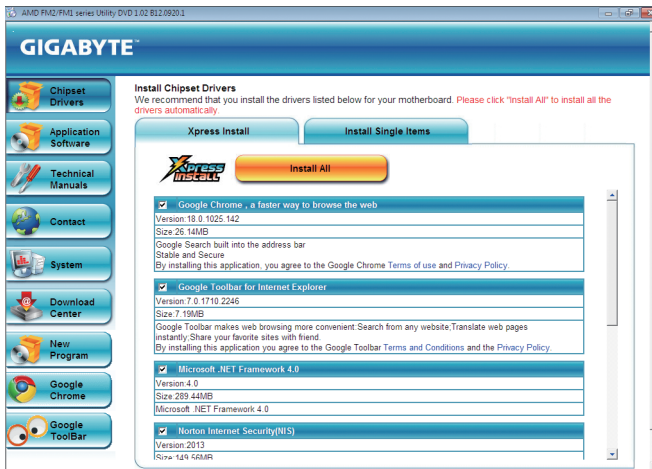 AMD FM2/FM1 series Utility DVD 1.02 B12.0920.1
GIGABYTE™
Chipset
Drivers
Application
Software
Technical
Manuals
Contact
System
Download
Center
New
Program
Google
Chrome
Google
ToolBar
Install Chipset Drivers
We recommend that you install the drivers listed below for your motherboard. Please click "Install All" to install all the
drivers automatically.
Xpress Install
Install Single Items
Xpress
Install
Install All
Google Chrome , a faster way to browse the web
Version:18.0.1025.142
Size:26.14MB
Google Search built into the address bar
Stable and Secure
By installing this application, you agree to the Google Chrome Terms of use and Privacy Policy.
Google Toolbar for Internet Explorer
Version:7.0.1710.2246
Size:7.19MB
Google Toolbar makes web browsing more convenient:Search from any website;Translate web pages
instantly;Share your favorite sites with friend.
By installing this application you agree to the Google Toolbar Terms and Conditions and the Privacy Policy.
Microsoft .NET Framework 4.0
Version:4.0
Size:289.44MB
Microsoft .NET Framework 4.0
Norton Internet Security(NIS)
Version:2013
Size:149.56MB